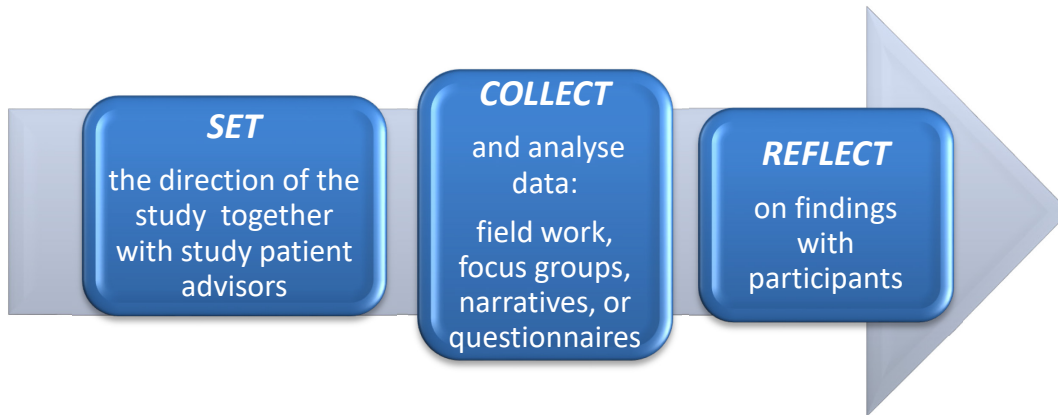 SET
the direction of the
study together
with study patient
advisors
COLLECT
and analyse
data:
field work,
focus groups,
narratives, or
questionnaires
REFLECT
on findings
with
participants